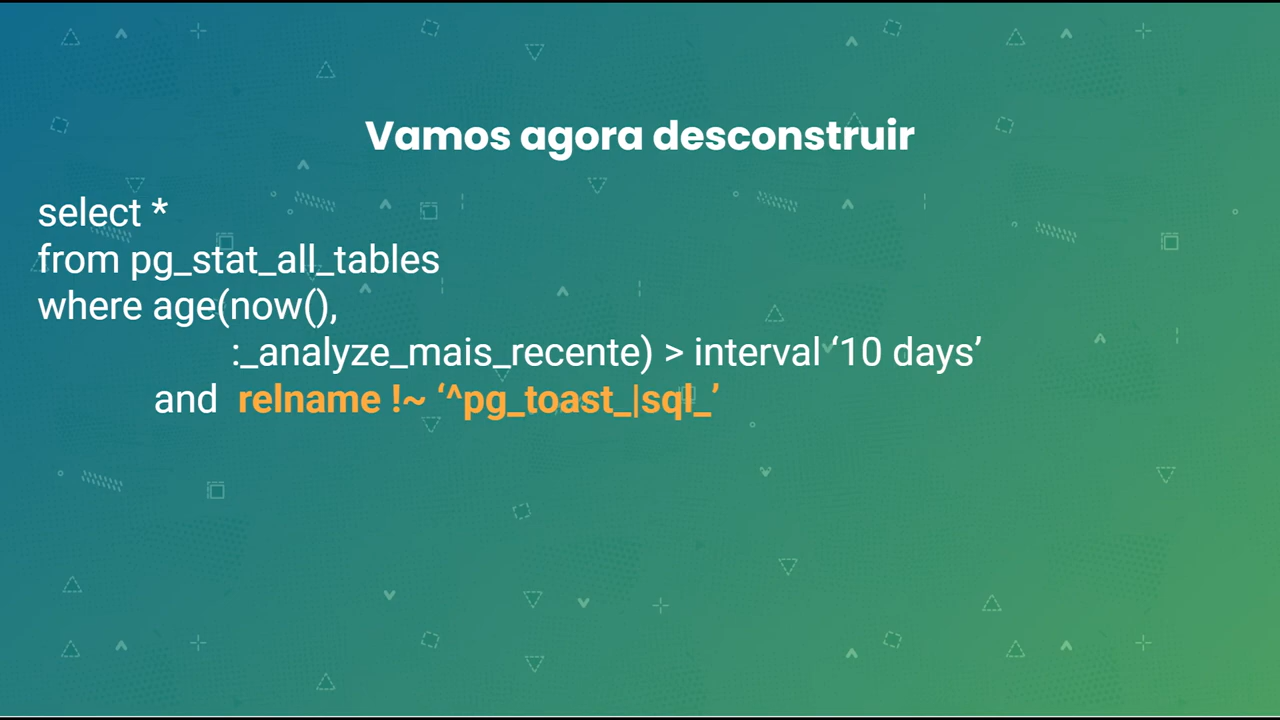 Vamos agora desconstruir
select *
from pg_stat_all_tables
where age(now(),
:_analyze_mais_recente) > interval ‘10 days’
and relname !~ ‘^pg_toast_|sql_’